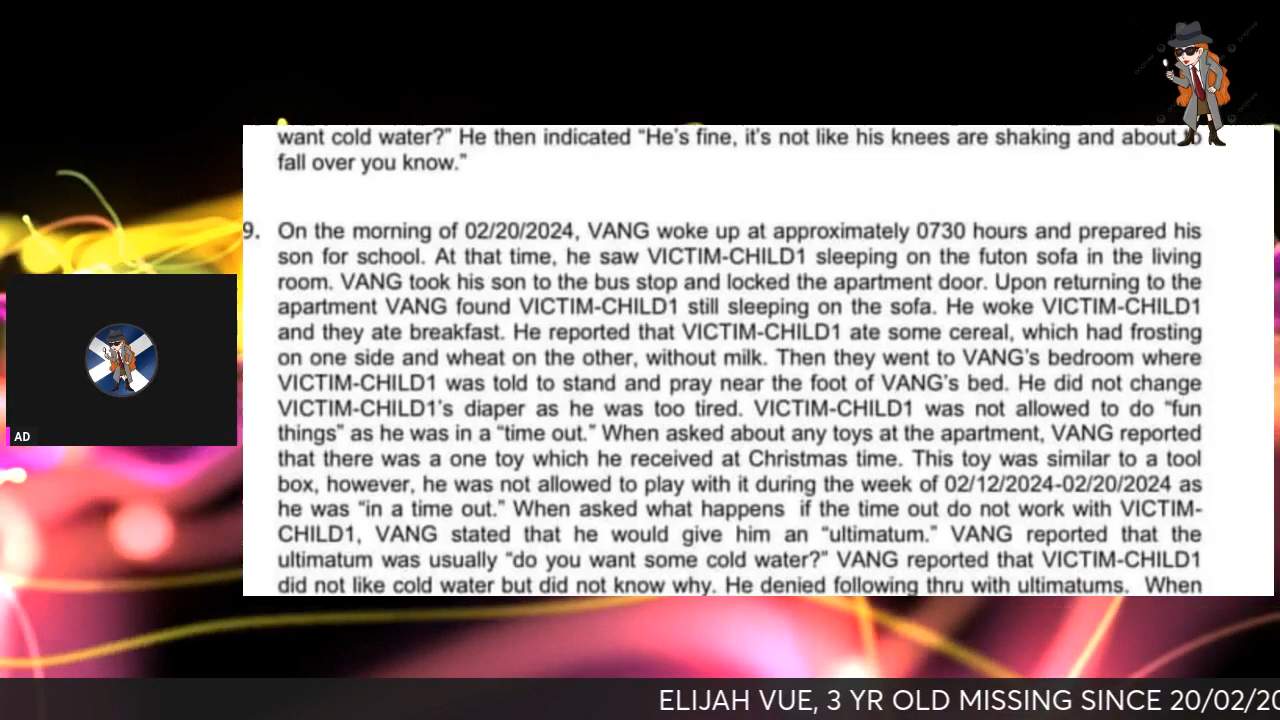 want cold water?” He then indicated “He’s fine, it’s not like his knees are shaking and about to
fall over you know.”
9. On the morning of 02/20/2024, VANG woke up at approximately 0730 hours and prepared his
son for school. At that time, he saw VICTIM-CHILD1 sleeping on the futon sofa in the living
room. VANG took his son to the bus stop and locked the apartment door. Upon returning to the
apartment VANG found VICTIM-CHILD1 still sleeping on the sofa. He woke VICTIM-CHILD1
and they ate breakfast. He reported that VICTIM-CHILD1 ate some cereal, which had frosting
on one side and wheat on the other, without milk. Then they went to VANG’s bedroom where
VICTIM-CHILD1 was told to stand and pray near the foot of VANG’s bed. He did not change
VICTIM-CHILD1’s diaper as he was too tired. VICTIM-CHILD1 was not allowed to do “fun
things” as he was in a “time out.” When asked about any toys at the apartment, VANG reported
that there was a one toy which he received at Christmas time. This toy was similar to a tool
box, however, he was not allowed to play with it during the week of 02/12/2024-02/20/2024 as
he was “in a time out.” When asked what happens if the time out do not work with VICTIM-
CHILD1, VANG stated that he would give him an “ultimatum.” VANG reported that the
ultimatum was usually “do you want some cold water?” VANG reported that VICTIM-CHILD1
did not like cold water but did not know why. He denied following thru with ultimatums. When
AD
ELIJAH VUE, 3 YR OLD MISSING SINCE 20/02/20